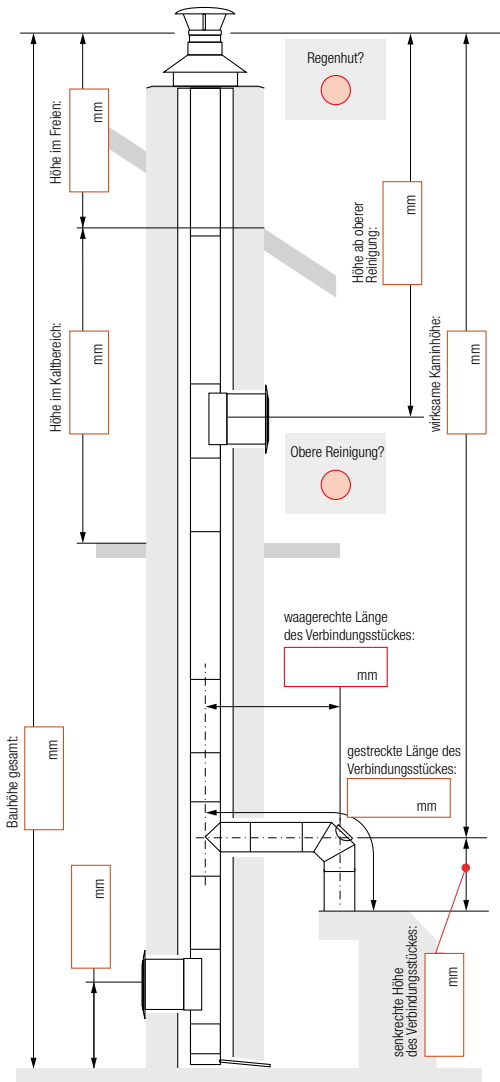 Regenhut?
Höhe im Freien:
mm
Höhe ab oberer
Reinigung:
mm
Höhe im Kaltbereich:
mm
wirksame Kaminhöhe:
mm
Obere Reinigung?
waagerechte Länge
des Verbindungsstückes:
mm
gestreckte Länge des
Verbindungsstückes:
mm
Bauhöhe gesamt:
mm
mm
senkrechte Höhe
des Verbindungsstückes:
mm